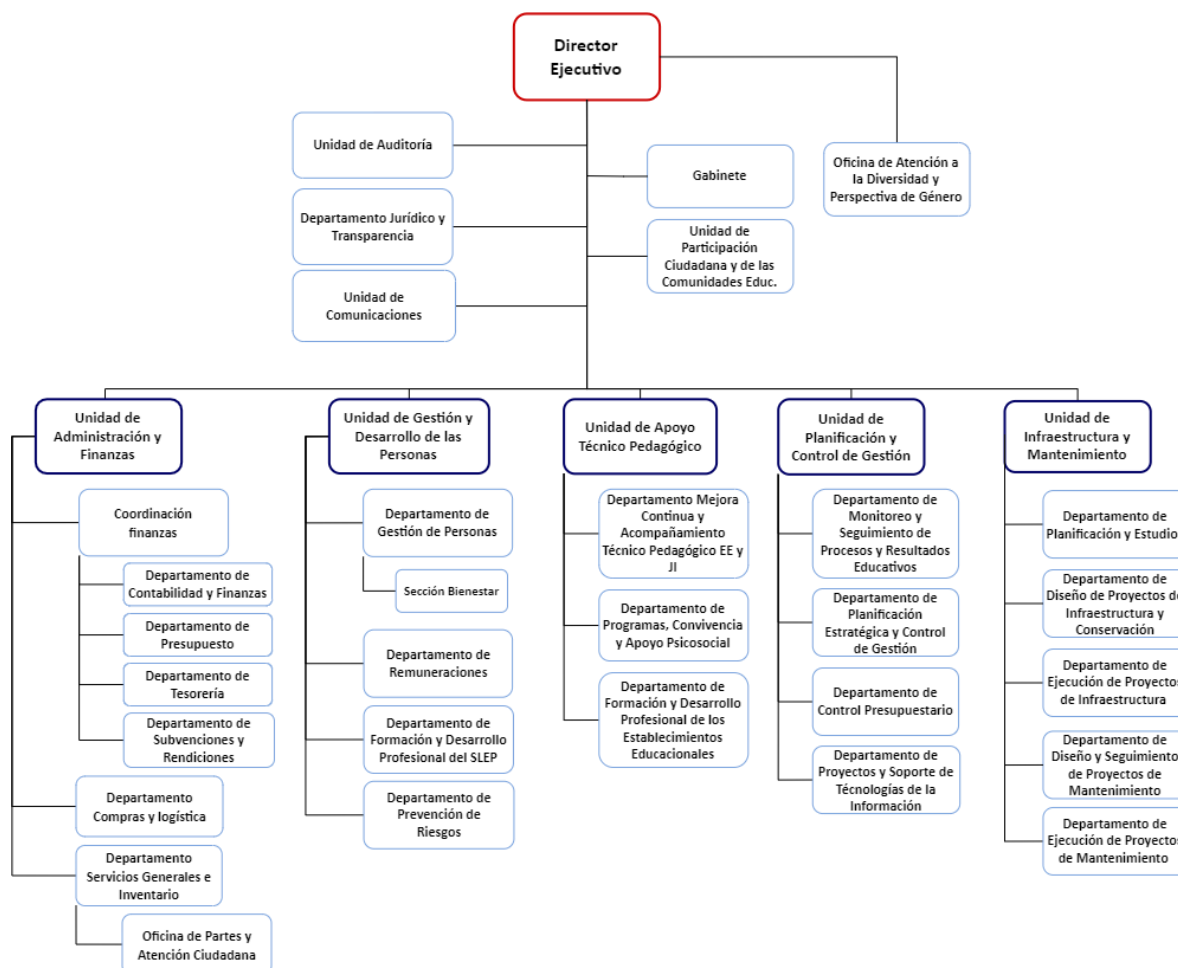 Director
Ejecutivo
Unidad de Auditoría
Gabinete
Oficina de Atención a
la Diversidad y
Perspectiva de Género
Departamento Jurídico y
Transparencia
Unidad de
Participación
Ciudadana y de las
Comunidades Educ.
Unidad de
Comunicaciones
Unidad de
Administración y
Finanzas
Coordinación
finanzas
Departamento de
Contabilidad y Finanzas
Departamento de
Presupuesto
Departamento de
Tesorería
Departamento de
Subvenciones y
Rendiciones
Departamento
Compras y logística
Departamento
Servicios Generales e
Inventario
Oficina de Partes y
Atención Ciudadana
Unidad de Gestión y
Desarrollo de las
Personas
Departamento de
Gestión de Personas
Sección Bienestar
Departamento de
Remuneraciones
Departamento de
Formación y Desarrollo
Profesional del SLEP
Departamento de
Prevención de
Riesgos
Unidad de Apoyo
Técnico Pedagógico
Departamento Mejora
Continua y
Acompañamiento
Técnico Pedagógico EE y
JI
Departamento de
Programas, Convivencia
y Apoyo Psicosocial
Departamento de
Formación y Desarrollo
Profesional de los
Establecimientos
Educacionales
Unidad de
Planificación y
Control de Gestión
Departamento de
Monitoreo y
Seguimiento de
Procesos y Resultados
Educativos
Departamento de
Planificación
Estratégica y Control
de Gestión
Departamento de
Control Presupuestario
Departamento de
Proyectos y Soporte de
Técnologías de la
Información
Unidad de
Infraestructura y
Mantenimiento
Departamento de
Planificación y Estudio
Departamento de
Diseño de Proyectos de
Infraestructura y
Conservación
Departamento de
Ejecución de Proyectos
de Infraestructura
Departamento de
Diseño y Seguimiento
de Proyectos de
Mantenimiento
Departamento de
Ejecución de Proyectos
de Mantenimiento